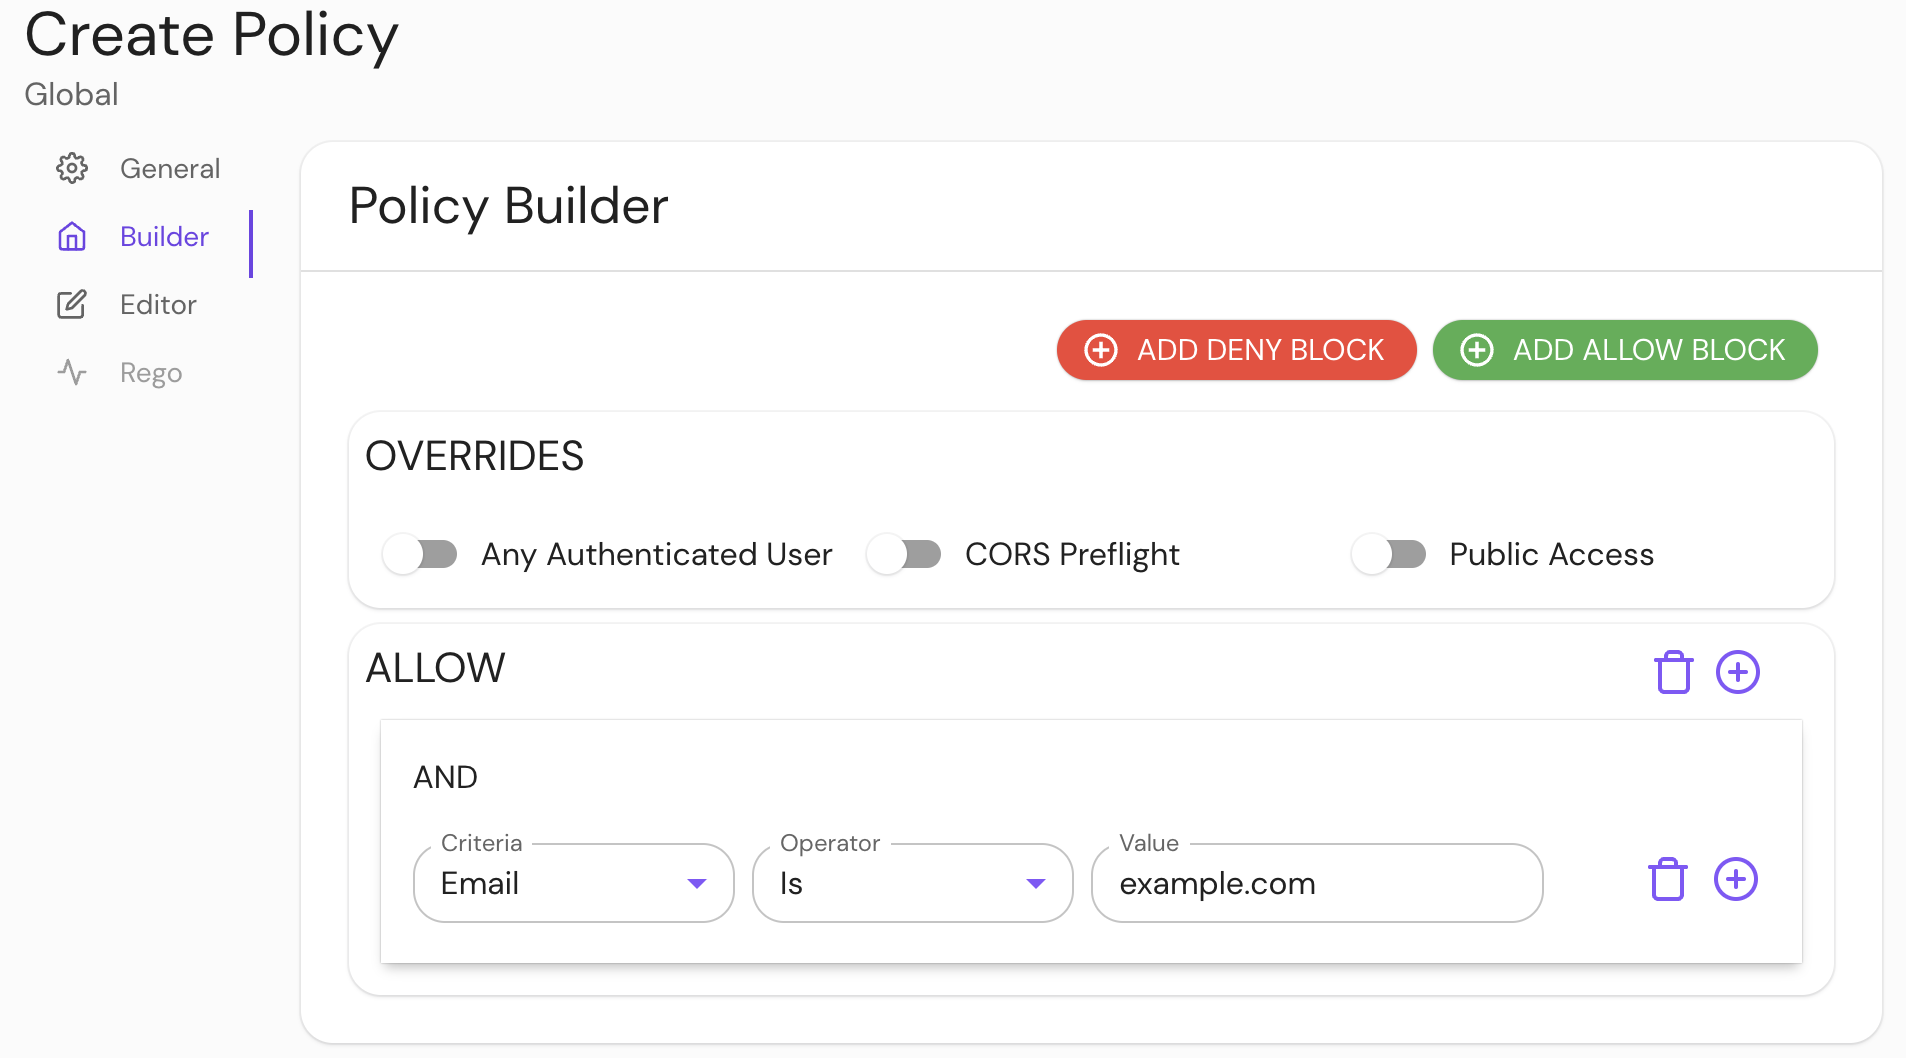 Create Policy
Global
General
Builder
Editor
Rego
Policy Builder
ADD DENY BLOCK
ADD ALLOW BLOCK
OVERRIDES
Any Authenticated User
CORS Preflight
Public Access
ALLOW
AND
Criteria
Email
Operator
Is
Value
example.com